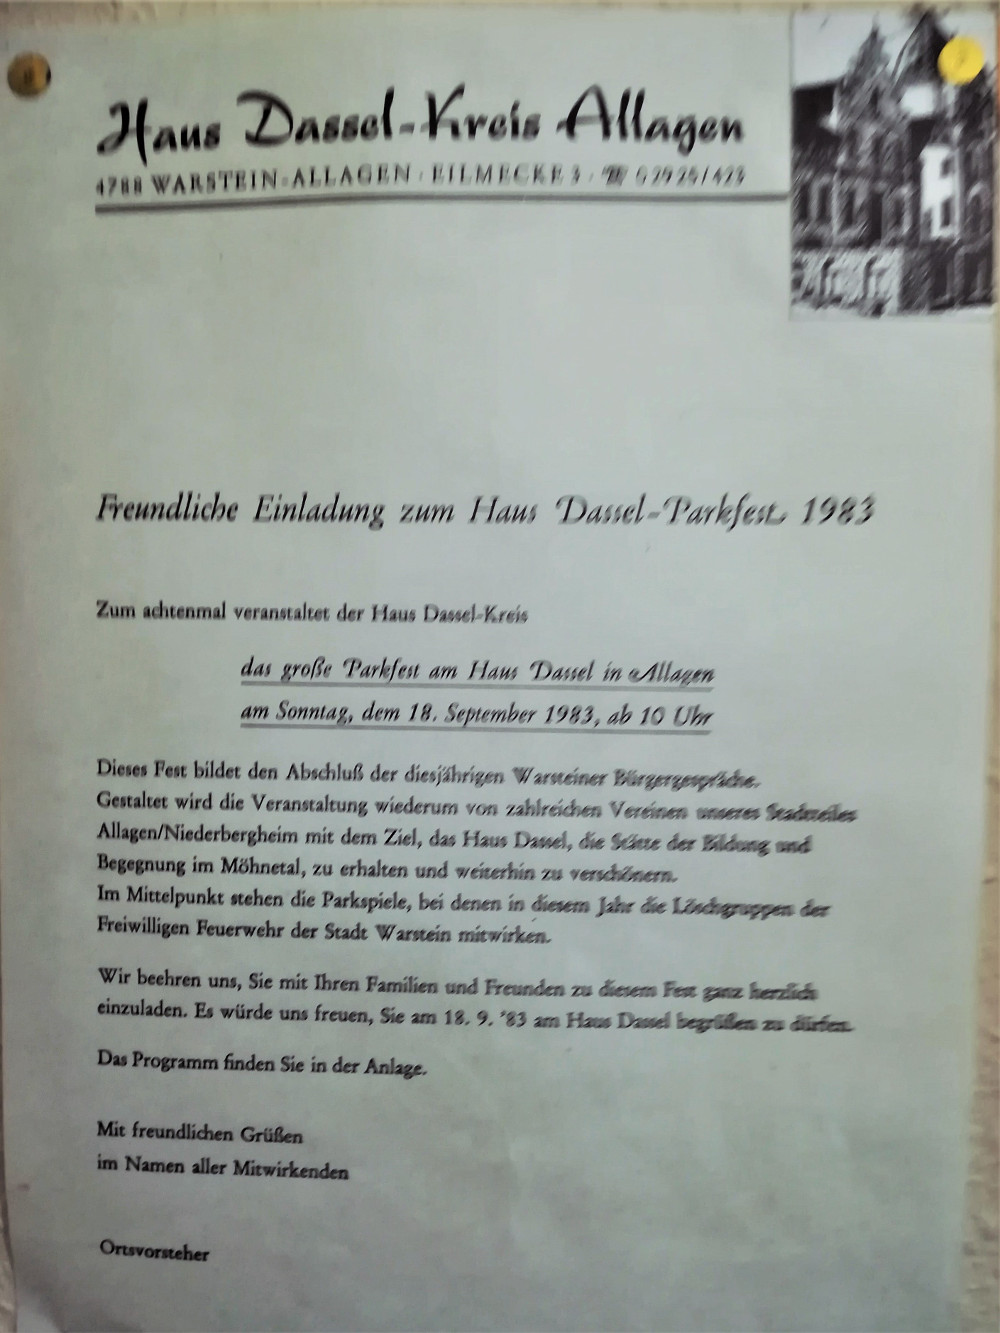 Haus Dassel-Kreis Allagen
4788 WARSTEIN-ALLAGEN · EILMECKE 3 · ☎ 02925/423
Freundliche Einladung zum Haus Dassel-Parkfest 1983
Zum achtenmal veranstaltet der Haus Dassel-Kreis
das große Parkfest am Haus Dassel in Allagen
am Sonntag, dem 18. September 1983, ab 10 Uhr
Dieses Fest bildet den Abschluß der diesjährigen Warsteiner Bürgergespräche.
Gestaltet wird die Veranstaltung wiederum von zahlreichen Vereinen unseres Stadtteiles
Allagen/Niederbergheim mit dem Ziel, das Haus Dassel, die Stätte der Bildung und
Begegnung im Möhnetal, zu erhalten und weiterhin zu verschönern.
Im Mittelpunkt stehen die Parkspiele, bei denen in diesem Jahr die Löschgruppen der
Freiwilligen Feuerwehr der Stadt Warstein mitwirken.
Wir beehren uns, Sie mit Ihren Familien und Freunden zu diesem Fest ganz herzlich
einzuladen. Es würde uns freuen, Sie am 18. 9. '83 am Haus Dassel begrüßen zu dürfen.
Das Programm finden Sie in der Anlage.
Mit freundlichen Grüßen
im Namen aller Mitwirkenden
Ortsvorsteher